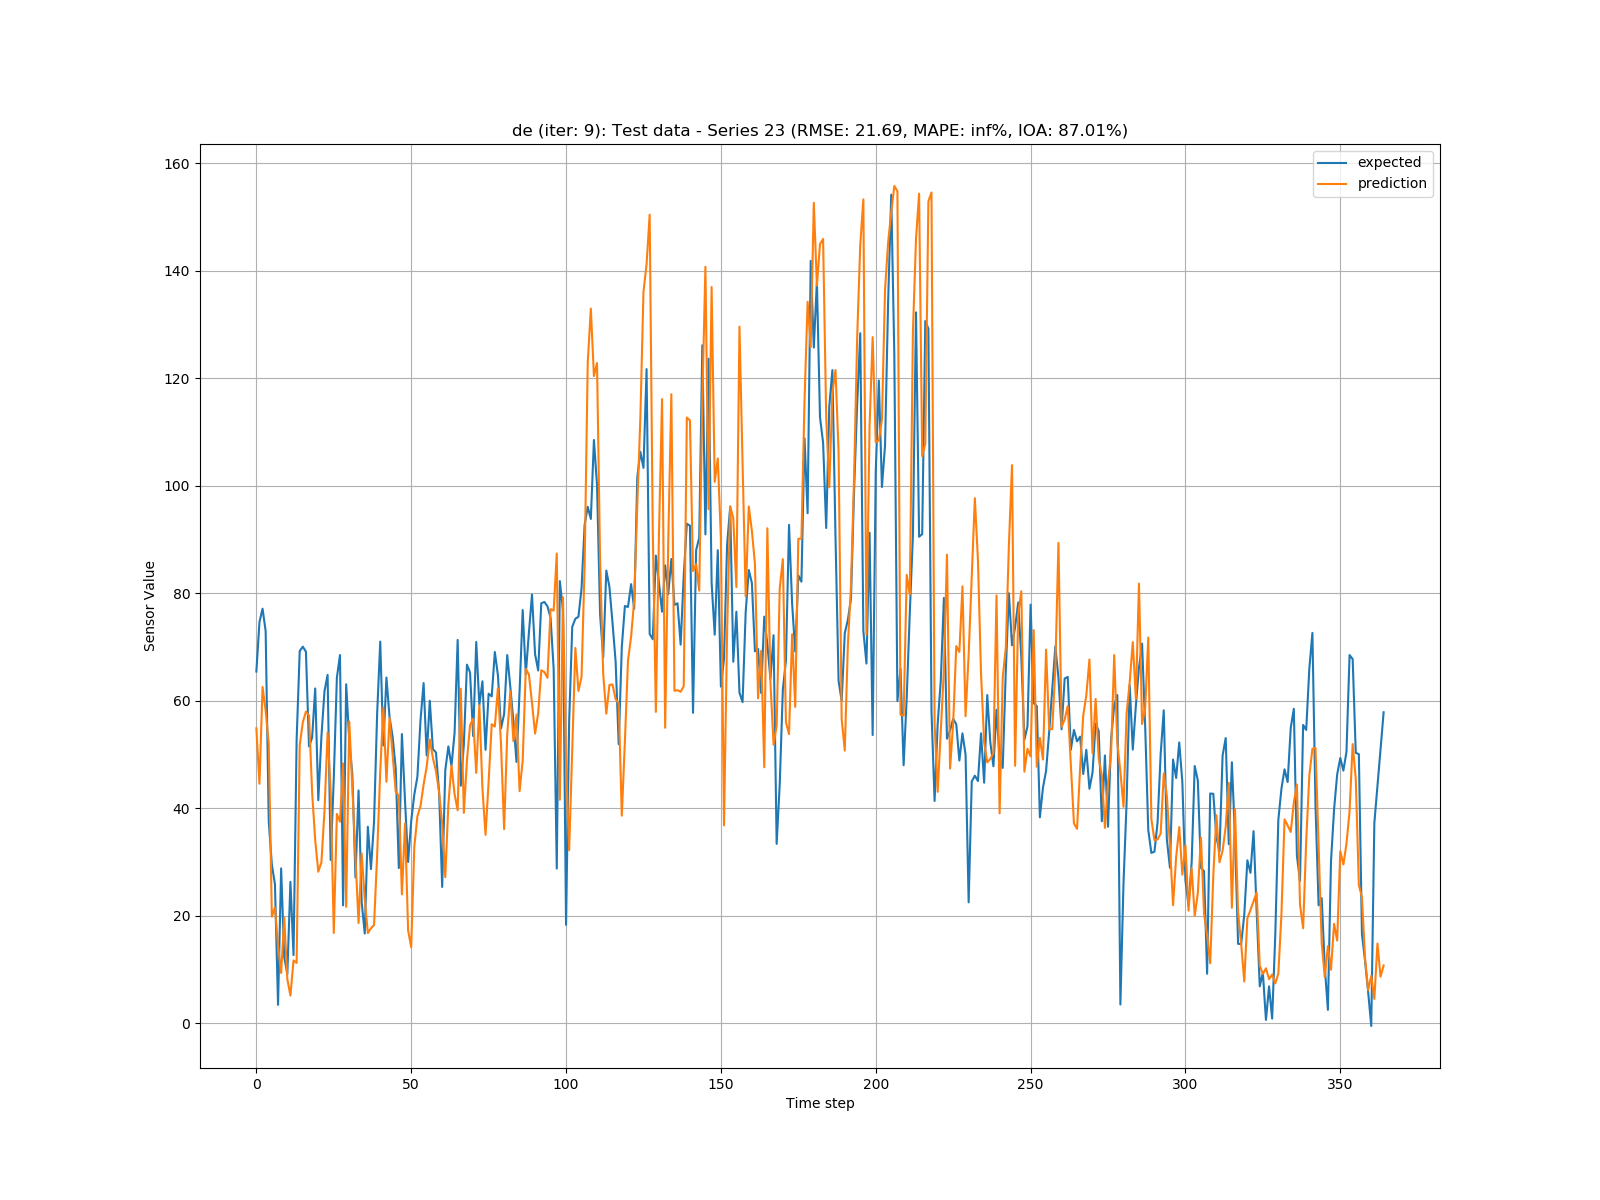 de (iter: 9): Test data - Series 23 (RMSE: 21.69, MAPE: inf%, IOA: 87.01%)
expected
prediction
160
140
120
100
80
60
40
20
0
Sensor Value
0 50 100 150 200 250 300 350
Time step